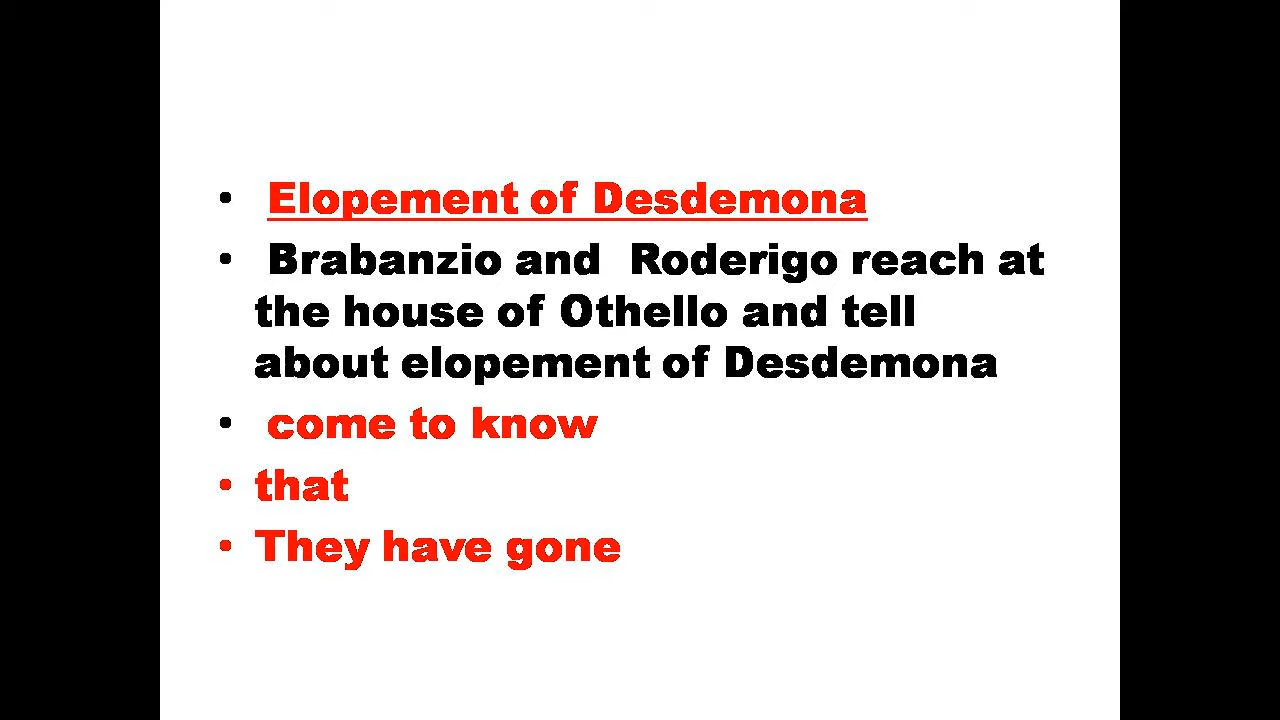 • Elopement of Desdemona
• Brabanzio and Roderigo reach at
the house of Othello and tell
about elopement of Desdemona
• come to know
• that
• They have gone